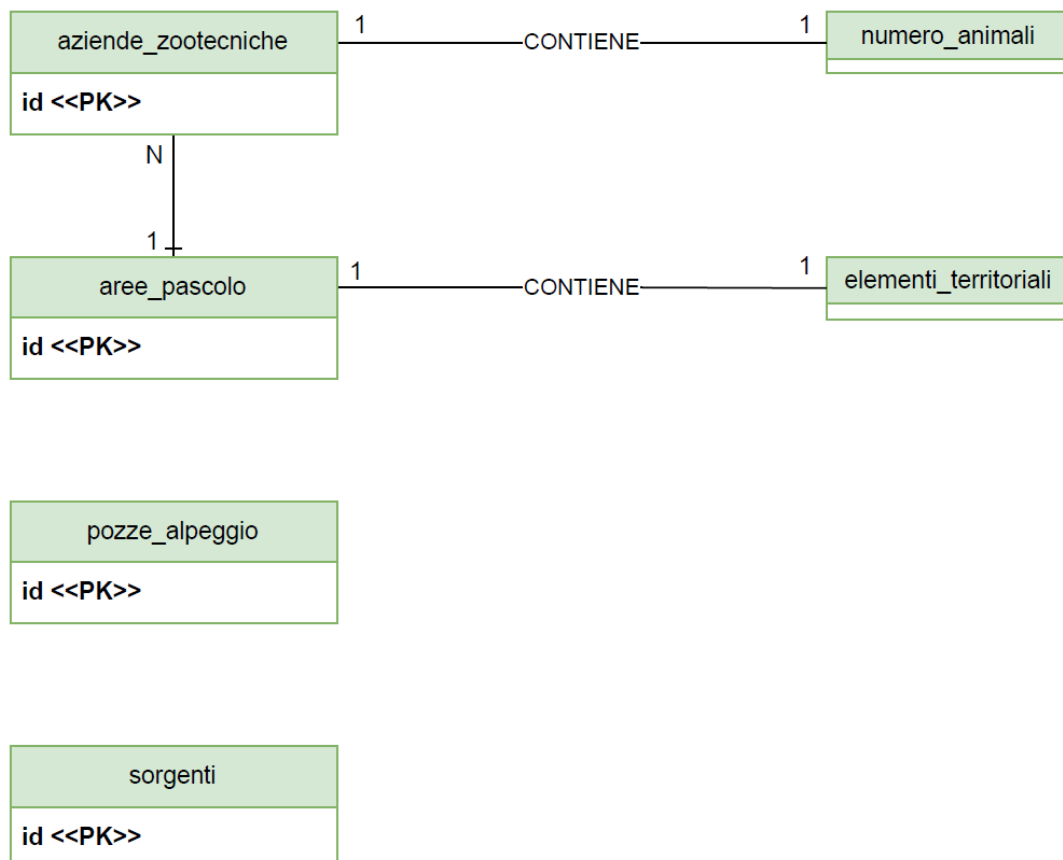 aziende_zootecniche
id <<PK>>
1
CONTIENE
1
numero_animali
N
1
aree_pascolo
id <<PK>>
1
CONTIENE
1
elementi_territoriali
pozze_alpeggio
id <<PK>>
sorgenti
id <<PK>>